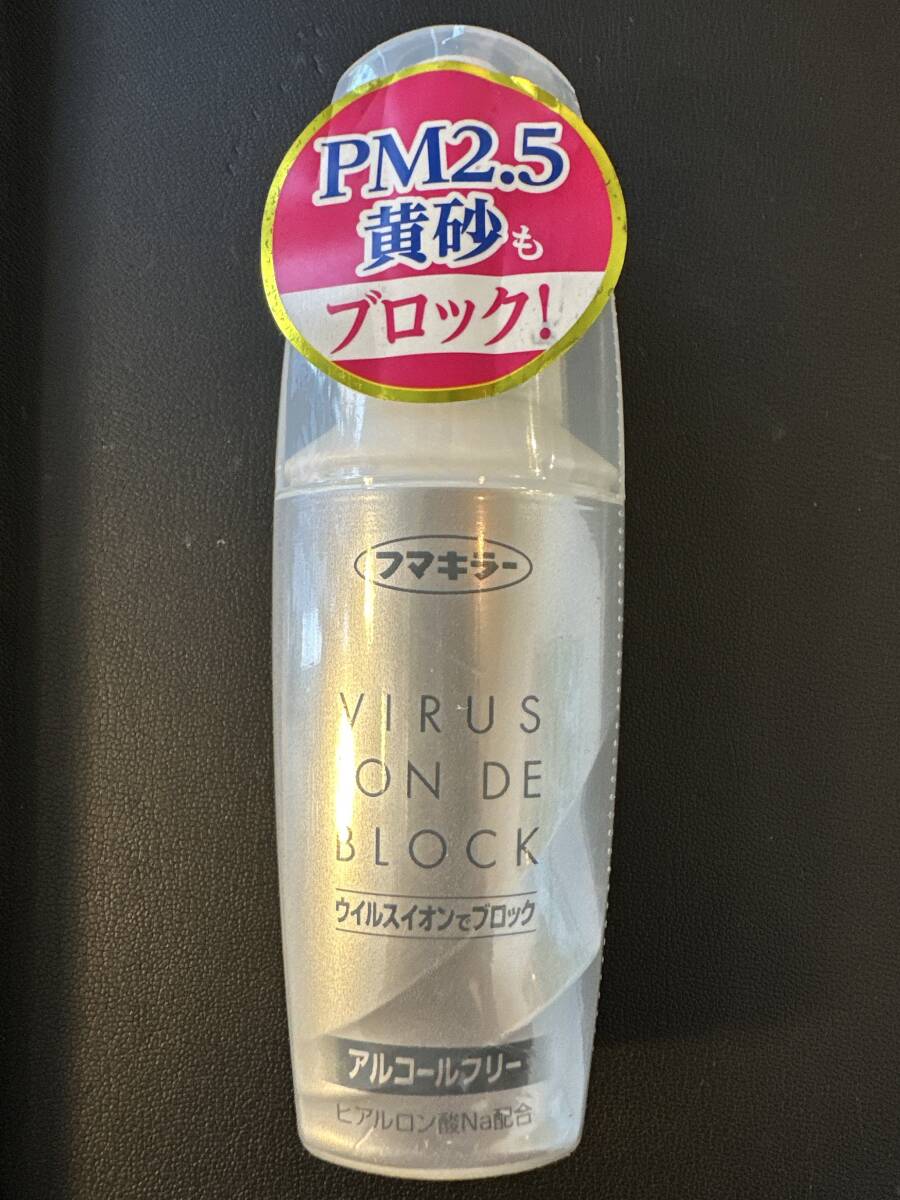 PM2.5
黄砂も
ブロック!
フマキラー
VIRUS
ION DE
BLOCK
ウイルスイオンでブロック
アルコールフリー
ヒアルロン酸Na配合